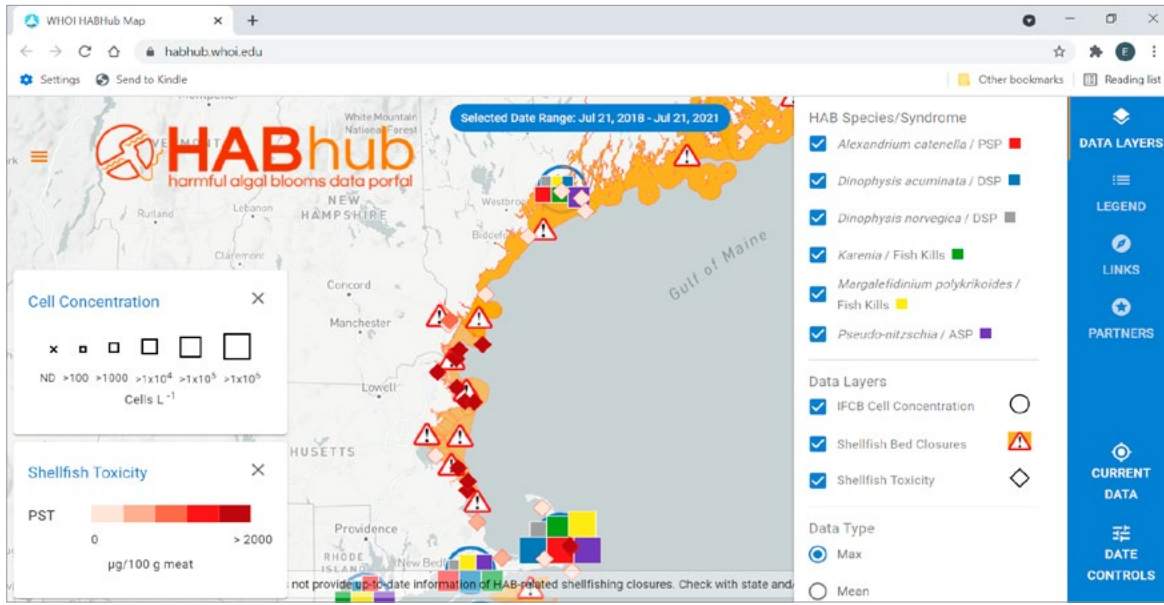 WHOI HABHub Map
habhub.whoi.edu
E
Settings
Send to Kindle
Other bookmarks
Reading list
HABhub
harmful algal blooms data portal
Selected Date Range: Jul 21, 2018 - Jul 21, 2021
White Mountain
National Forest
Rutland
Lebanon
NEW
HAMPSHIRE
Claremont
Concord
Manchester
Lowell
Gulf of Maine
Providence
RHODE
Cell Concentration
ND >100 >1000 >1x10⁴ >1x10⁵ >1x10⁶
Cells L⁻¹
Shellfish Toxicity
PST
0 > 2000
µg/100 g meat
not provide up-to-date information of HAB-related shellfishing closures. Check with state and
HAB Species/Syndrome
Alexandrium catenella / PSP
Dinophysis acuminata / DSP
Dinophysis norvegica / DSP
Karenia / Fish Kills
Margalefidinium polykrikoides /
Fish Kills
Pseudo-nitzschia / ASP
Data Layers
IFCB Cell Concentration
Shellfish Bed Closures
Shellfish Toxicity
Data Type
Max
Mean
DATA LAYERS
LEGEND
LINKS
PARTNERS
CURRENT
DATA
DATE
CONTROLS